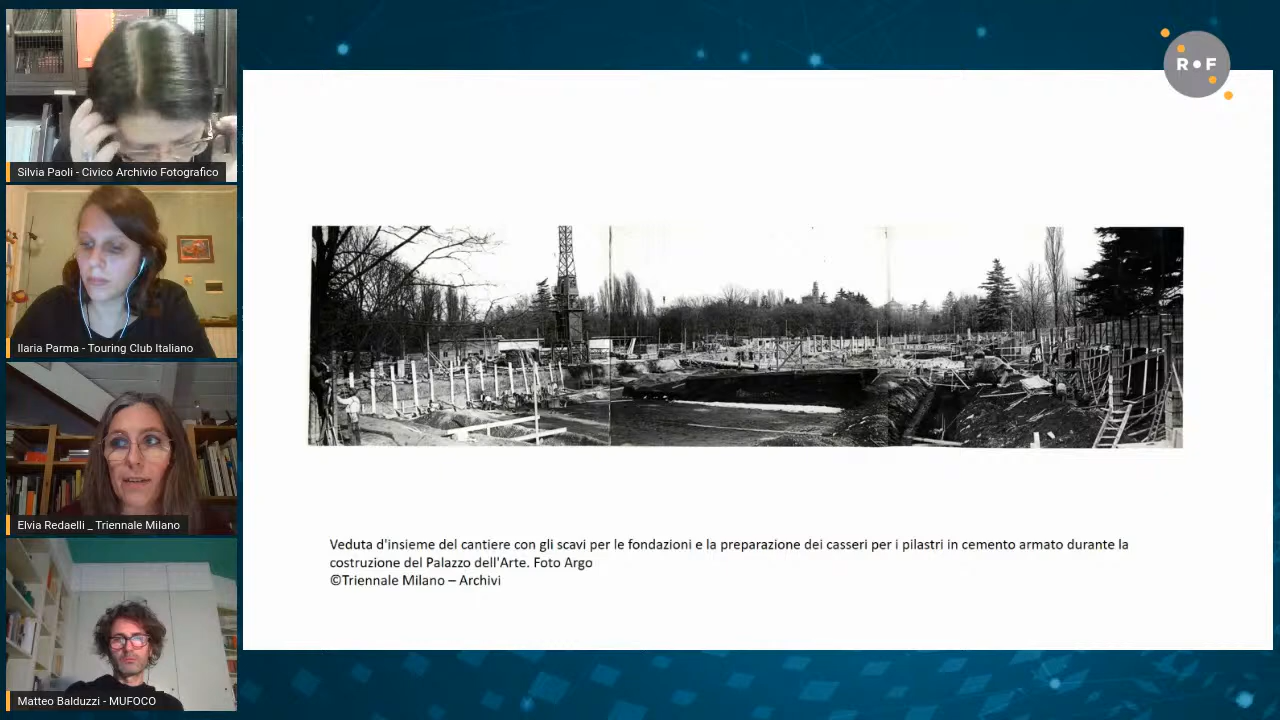 Silvia Paoli - Civico Archivio Fotografico
Ilaria Parma - Touring Club Italiano
Elvia Redaelli _ Triennale Milano
Matteo Balduzzi - MUFOCO
R•F
Veduta d'insieme del cantiere con gli scavi per le fondazioni e la preparazione dei casseri per i pilastri in cemento armato durante la
costruzione del Palazzo dell'Arte. Foto Argo
©Triennale Milano – Archivi